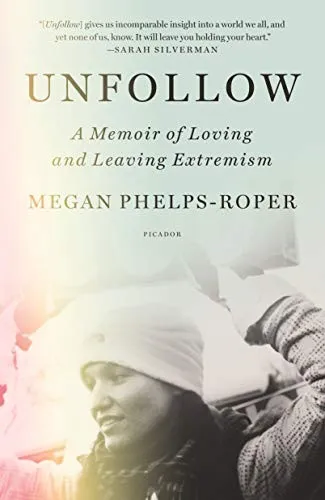 "[Unfollow] gives us incomparable insight into a world we all, and
yet none of us, know. It will leave you holding your heart."
—SARAH SILVERMAN
UNFOLLOW
A Memoir of Loving
and Leaving Extremism
MEGAN PHELPS-ROPER
PICADOR